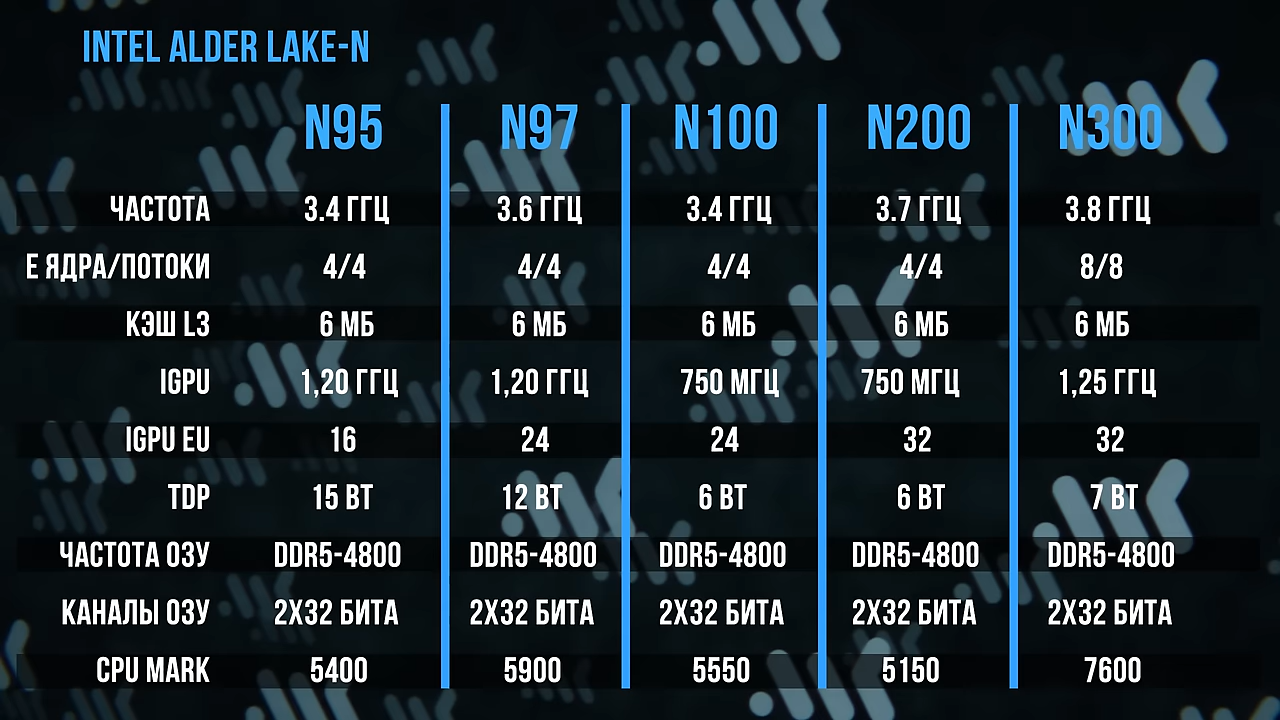 INTEL ALDER LAKE-N
N95 N97 N100 N200 N300
ЧАСТОТА 3.4 ГГЦ 3.6 ГГЦ 3.4 ГГЦ 3.7 ГГЦ 3.8 ГГЦ
Е ЯДРА/ПОТОКИ 4/4 4/4 4/4 4/4 8/8
КЭШ L3 6 МБ 6 МБ 6 МБ 6 МБ 6 МБ
IGPU 1,20 ГГЦ 1,20 ГГЦ 750 МГЦ 750 МГЦ 1,25 ГГЦ
IGPU EU 16 24 24 32 32
TDP 15 ВТ 12 ВТ 6 ВТ 6 ВТ 7 ВТ
ЧАСТОТА ОЗУ DDR5-4800 DDR5-4800 DDR5-4800 DDR5-4800 DDR5-4800
КАНАЛЫ ОЗУ 2X32 БИТА 2X32 БИТА 2X32 БИТА 2X32 БИТА 2X32 БИТА
CPU MARK 5400 5900 5550 5150 7600